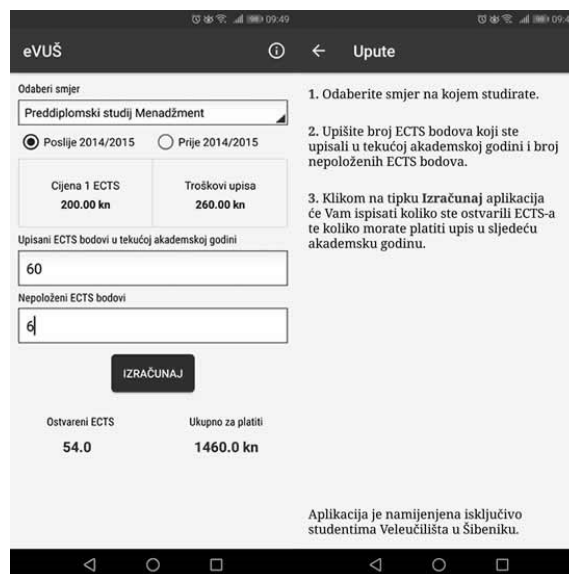 09:49
eVUŠ
Odaberi smjer
Preddiplomski studij Menadžment
Poslije 2014/2015 Prije 2014/2015
Cijena 1 ECTS Troškovi upisa
200.00 kn 260.00 kn
Upisani ECTS bodovi u tekućoj akademskoj godini
60
Nepoloženi ECTS bodovi
6
IZRAČUNAJ
Ostvareni ECTS Ukupno za platiti
54.0 1460.0 kn
09:4
Upute
1. Odaberite smjer na kojem studirate.
2. Upišite broj ECTS bodova koji ste
upisali u tekućoj akademskoj godini i broj
nepoloženih ECTS bodova.
3. Klikom na tipku Izračunaj aplikacija
će Vam ispisati koliko ste ostvarili ECTS-a
te koliko morate platiti upis u sljedeću
akademsku godinu.
Aplikacija je namijenjena isključivo
studentima Veleučilišta u Šibeniku.